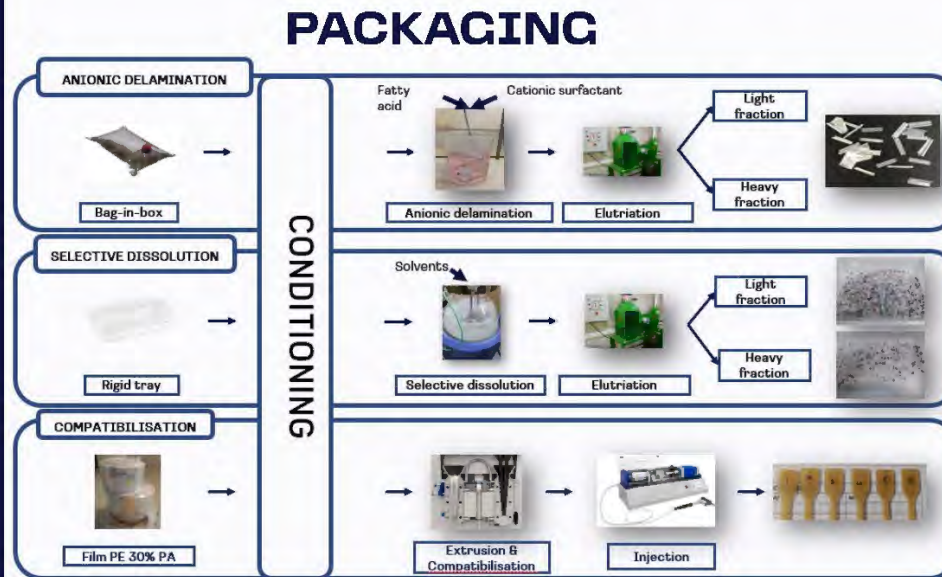 PACKAGING
ANIONIC DELAMINATION
Fatty
acid
Cationic surfactant
Light
fraction
Heavy
fraction
Bag-in-box
Anionic delamination
Elutriation
CONDITIONING
SELECTIVE DISSOLUTION
Solvents
Light
fraction
Heavy
fraction
Rigid tray
Selective dissolution
Elutriation
COMPATIBILISATION
Film PE 30% PA
Extrusion &
Compatibilisation
Injection